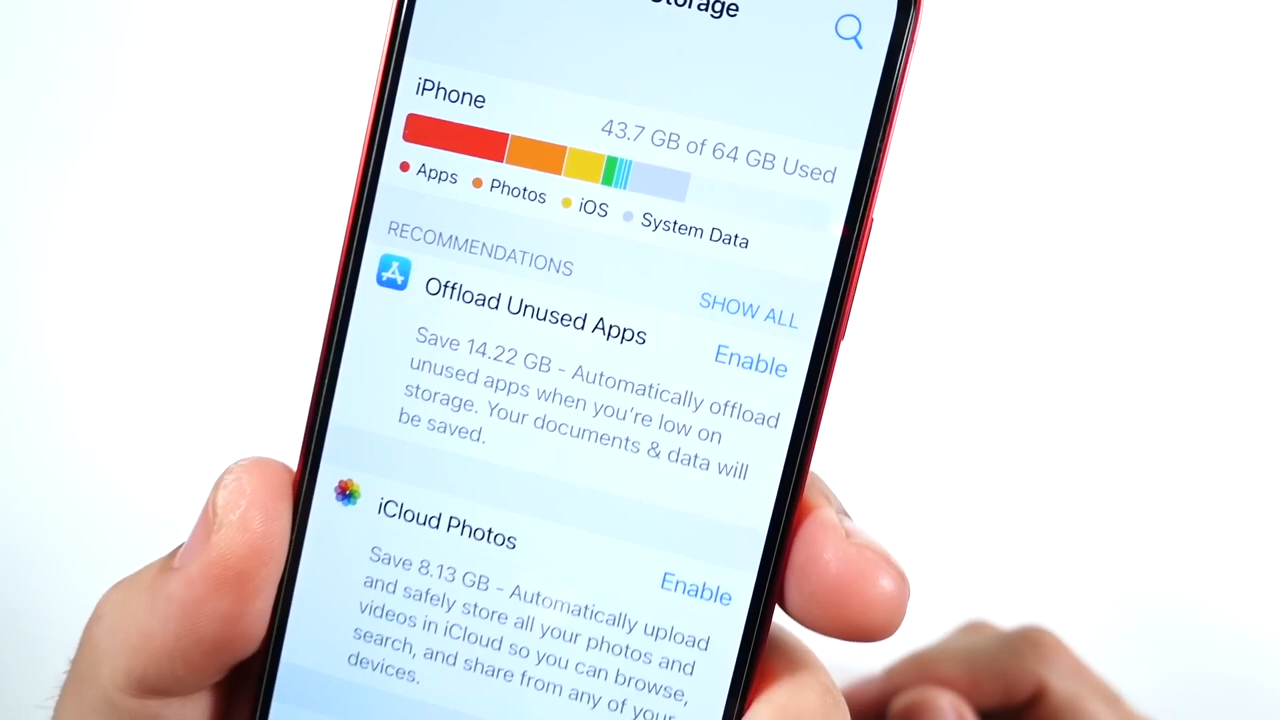 Storage
iPhone
43.7 GB of 64 GB Used
Apps
Photos
iOS
System Data
RECOMMENDATIONS
SHOW ALL
Offload Unused Apps
Enable
Save 14.22 GB - Automatically offload
unused apps when you're low on
storage. Your documents & data will
be saved.
iCloud Photos
Enable
Save 8.13 GB - Automatically upload
and safely store all your photos and
videos in iCloud so you can browse,
search, and share from any of your
devices.